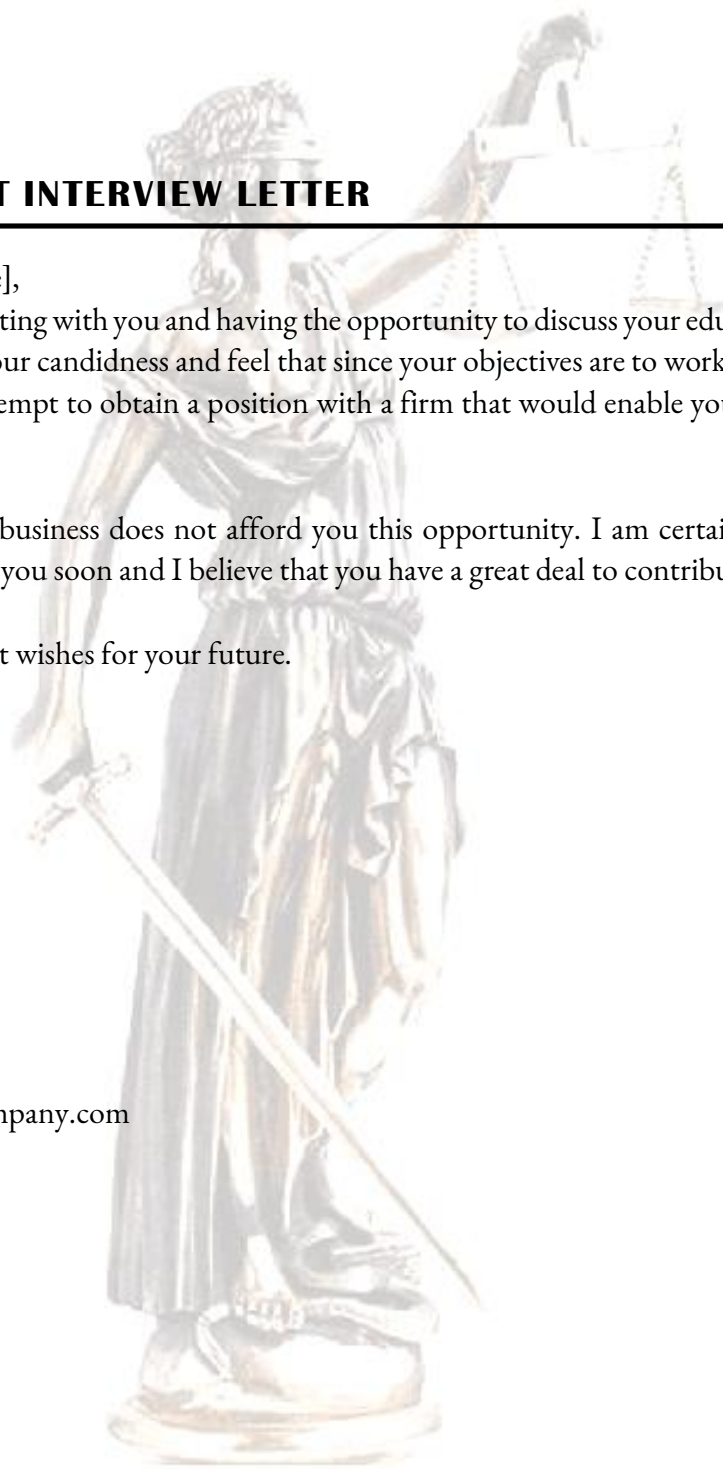 T INTERVIEW LETTER
],
ting with you and having the opportunity to discuss your edu
our candidness and feel that since your objectives are to work
empt to obtain a position with a firm that would enable you
business does not afford you this opportunity. I am certai
you soon and I believe that you have a great deal to contribu
t wishes for your future.
mpany.com